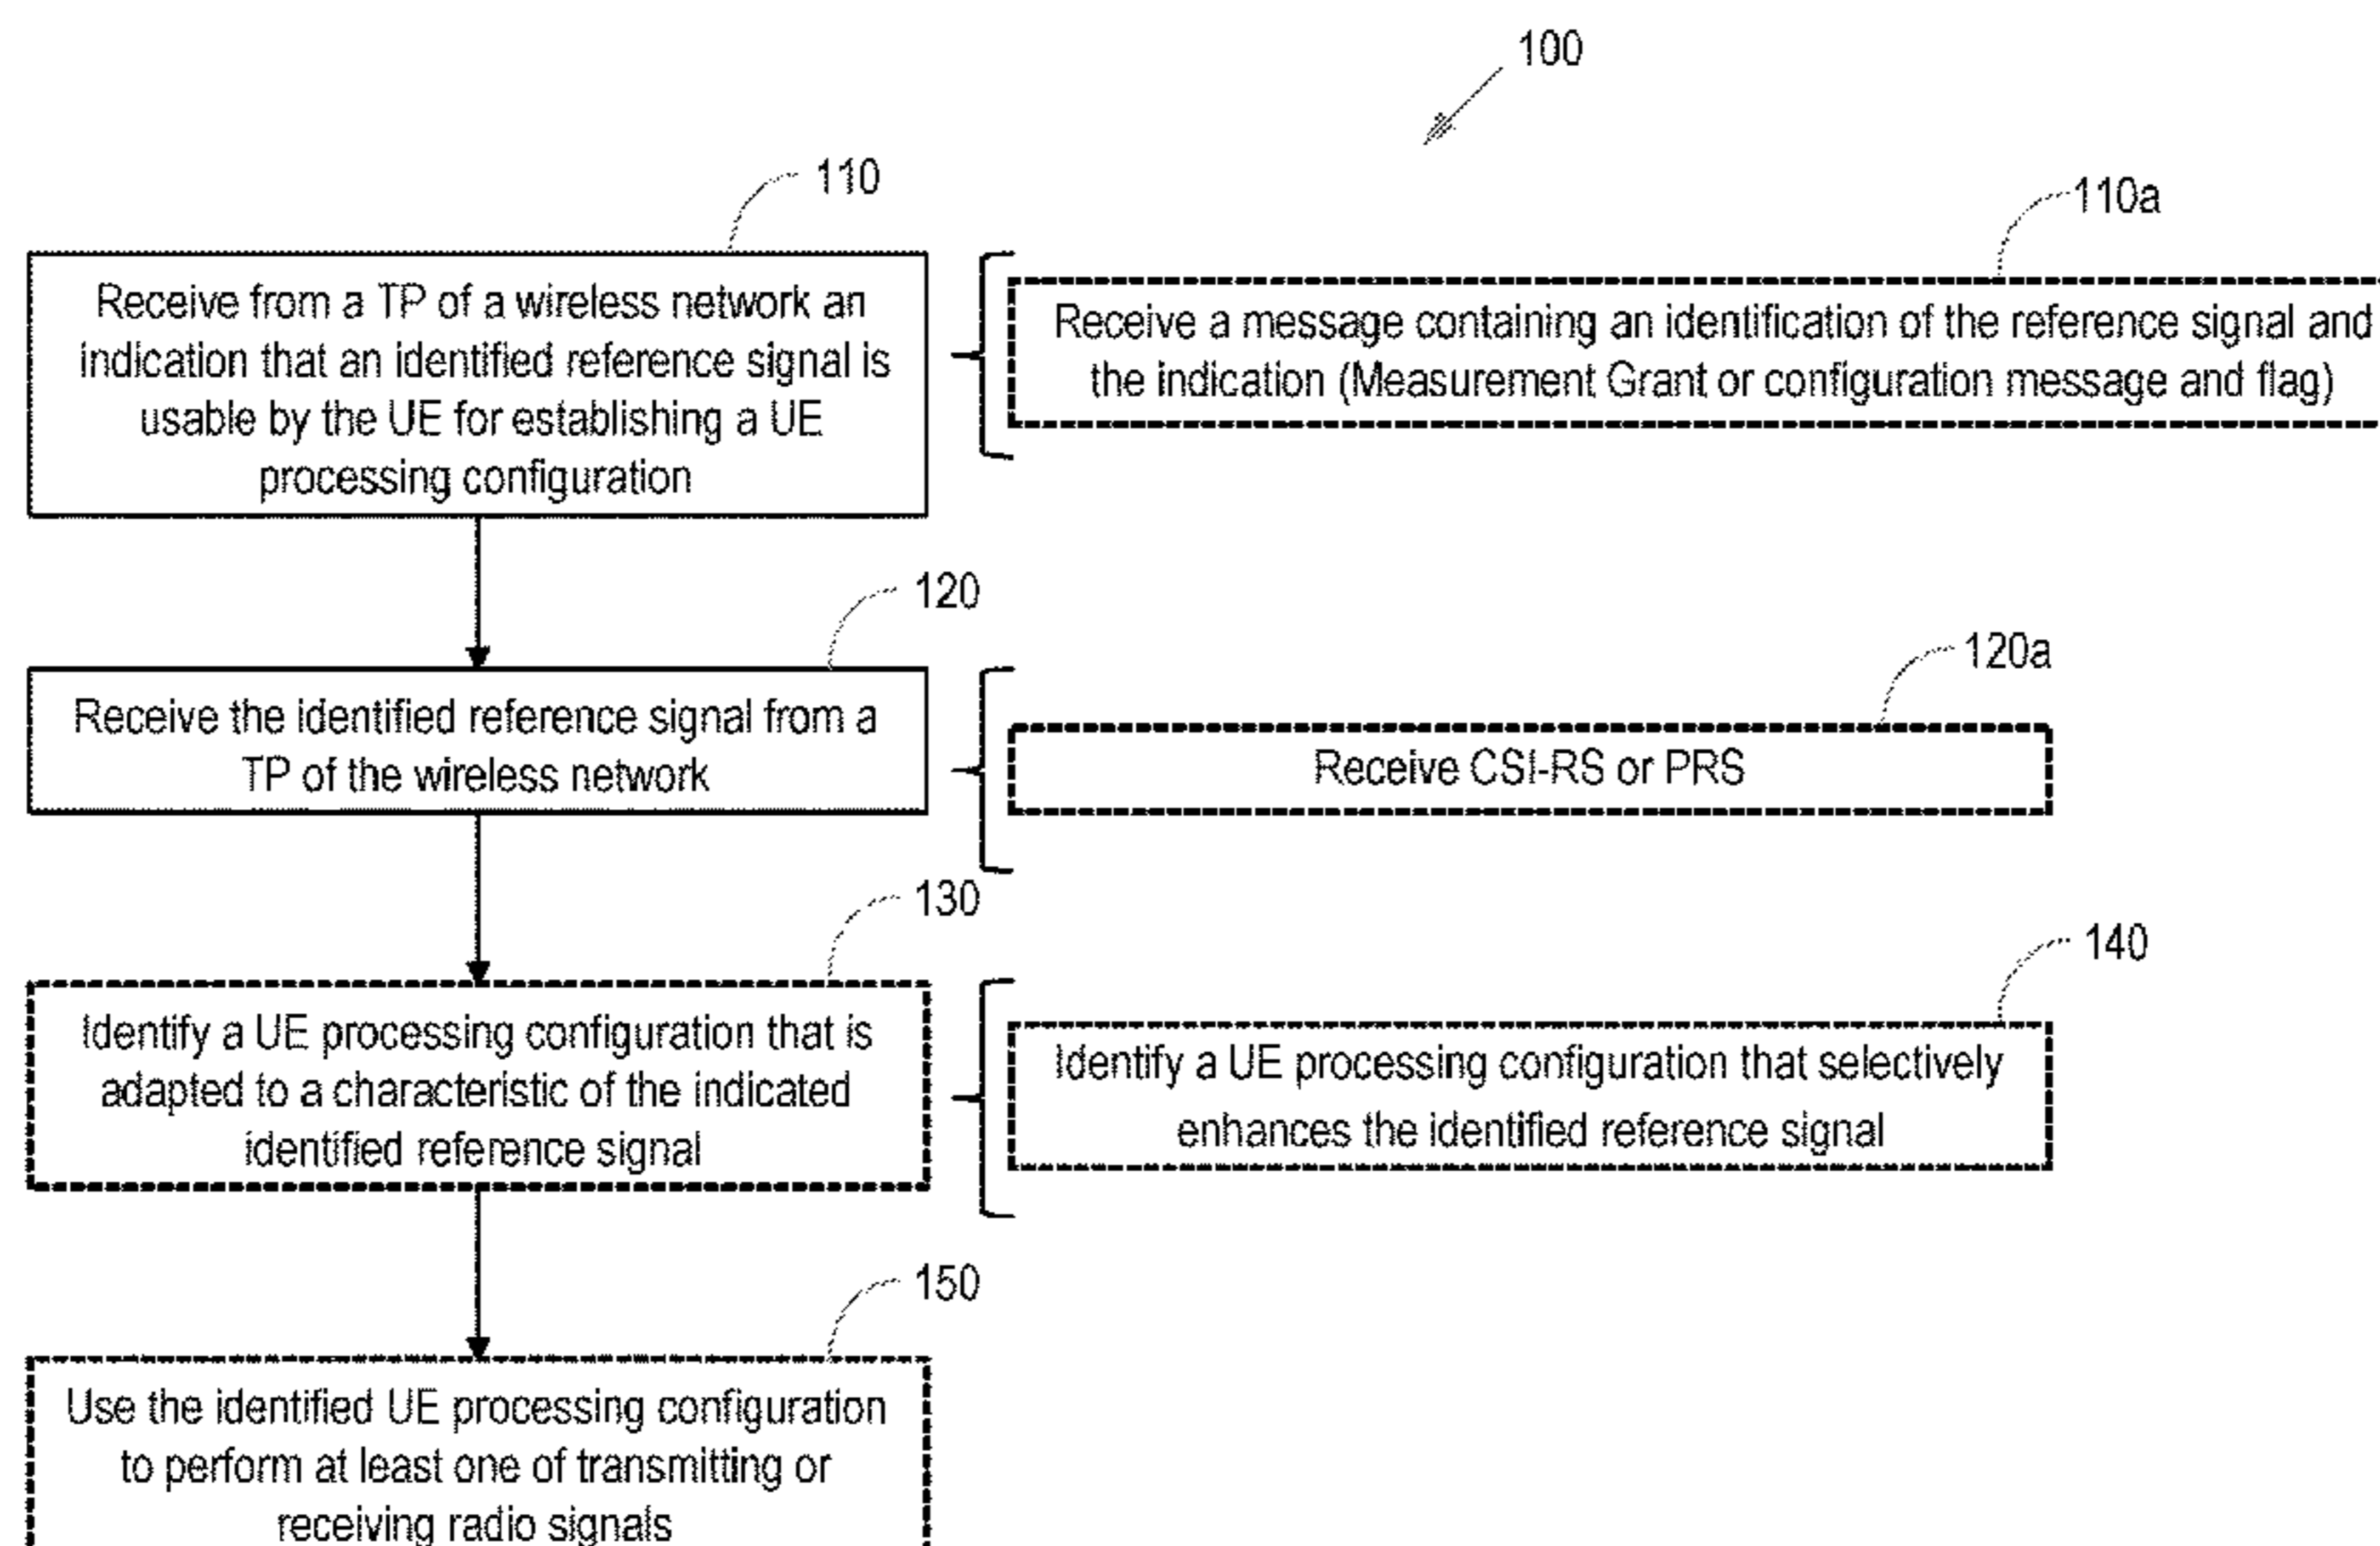 100
110
110a
Receive from a TP of a wireless network an
indication that an identified reference signal is
usable by the UE for establishing a UE
processing configuration
Receive a message containing an identification of the reference signal and
the indication (Measurement Grant or configuration message and flag)
120
120a
Receive the identified reference signal from a
TP of the wireless network
Receive CSI-RS or PRS
130
140
Identify a UE processing configuration that is
adapted to a characteristic of the indicated
identified reference signal
Identify a UE processing configuration that selectively
enhances the identified reference signal
150
Use the identified UE processing configuration
to perform at least one of transmitting or
receiving radio signals